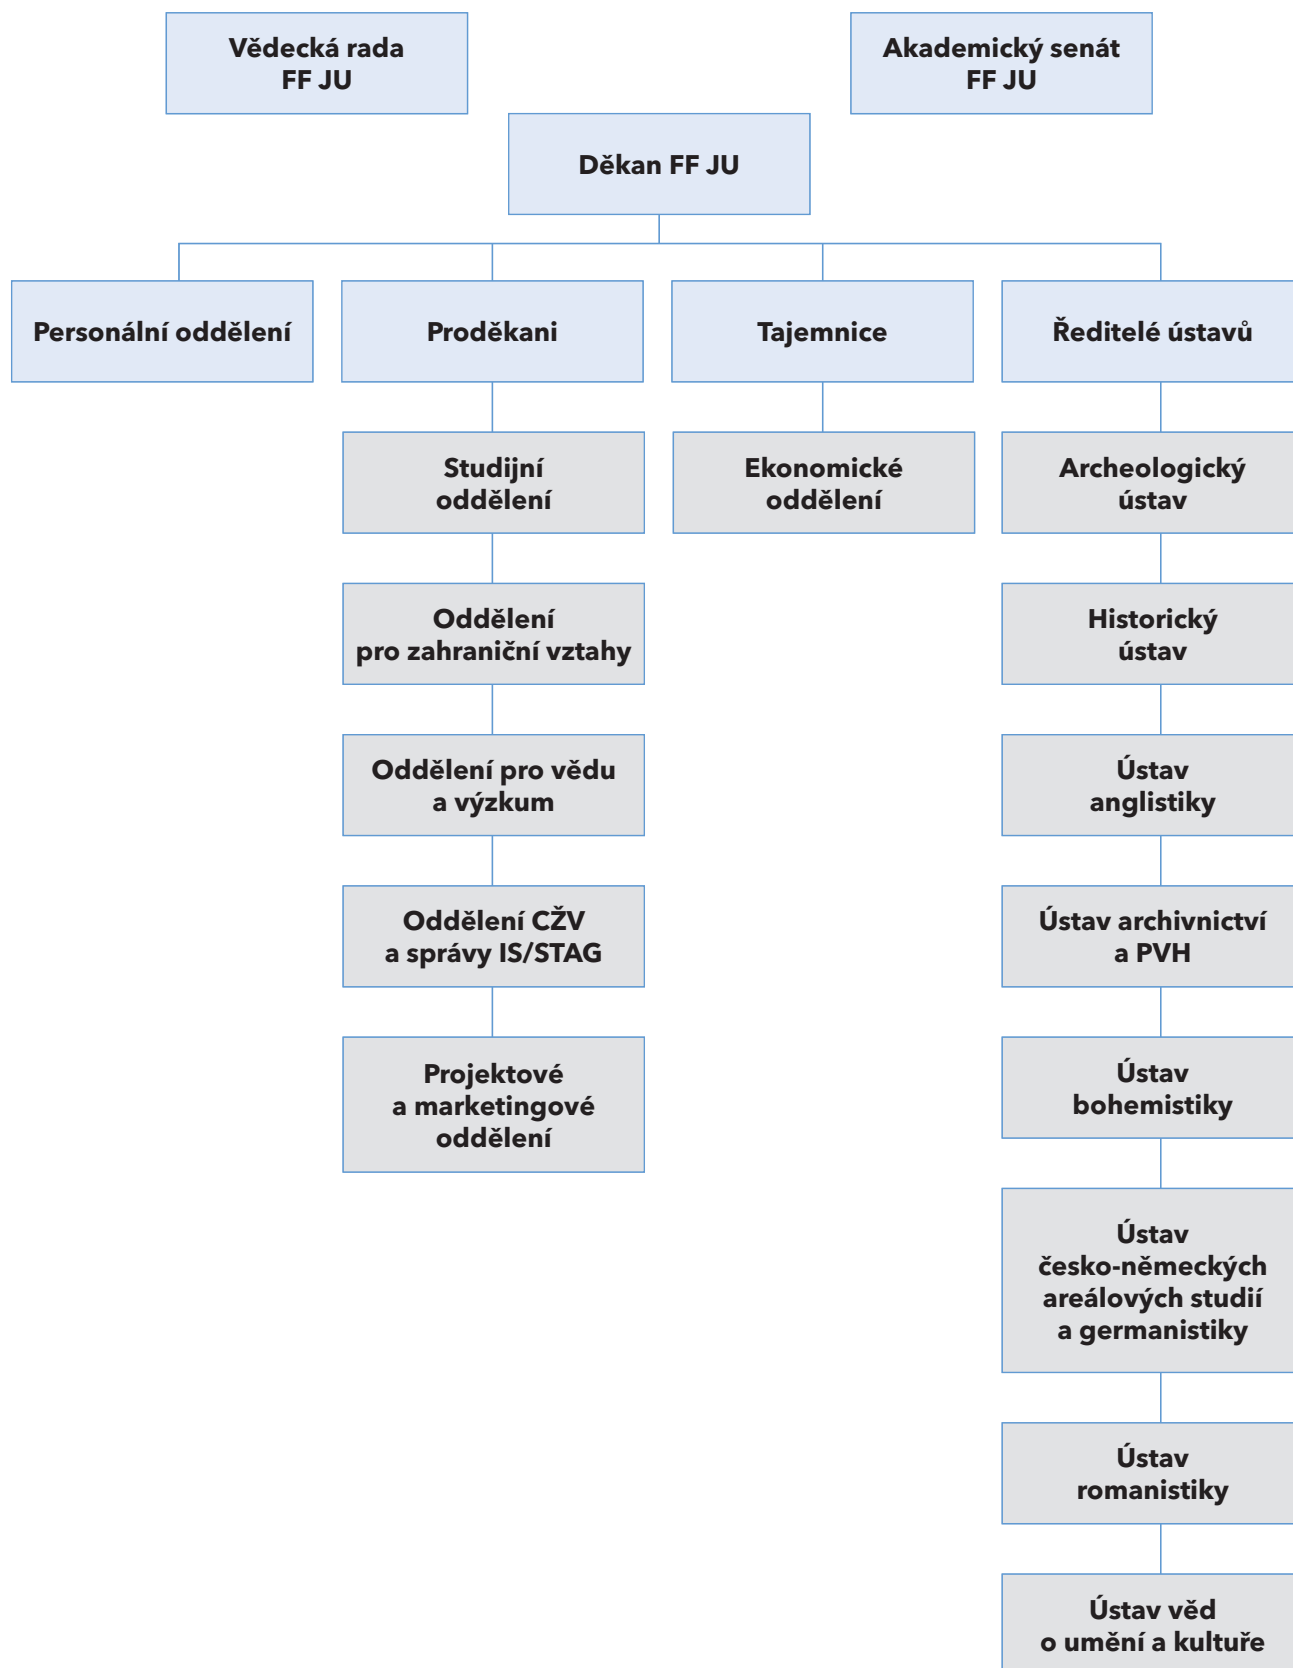 Vědecká rada
FF JU
Akademický senát
FF JU
Děkan FF JU
Personální oddělení
Proděkani
Tajemnice
Ředitelé ústavů
Studijní
oddělení
Ekonomické
oddělení
Archeologický
ústav
Oddělení
pro zahraniční vztahy
Historický
ústav
Oddělení pro vědu
a výzkum
Ústav
anglistiky
Oddělení CŽV
a správy IS/STAG
Ústav archivnictví
a PVH
Projektové
a marketingové
oddělení
Ústav
bohemistiky
Ústav
česko-německých
areálových studií
a germanistiky
Ústav
romanistiky
Ústav věd
o umění a kultuře